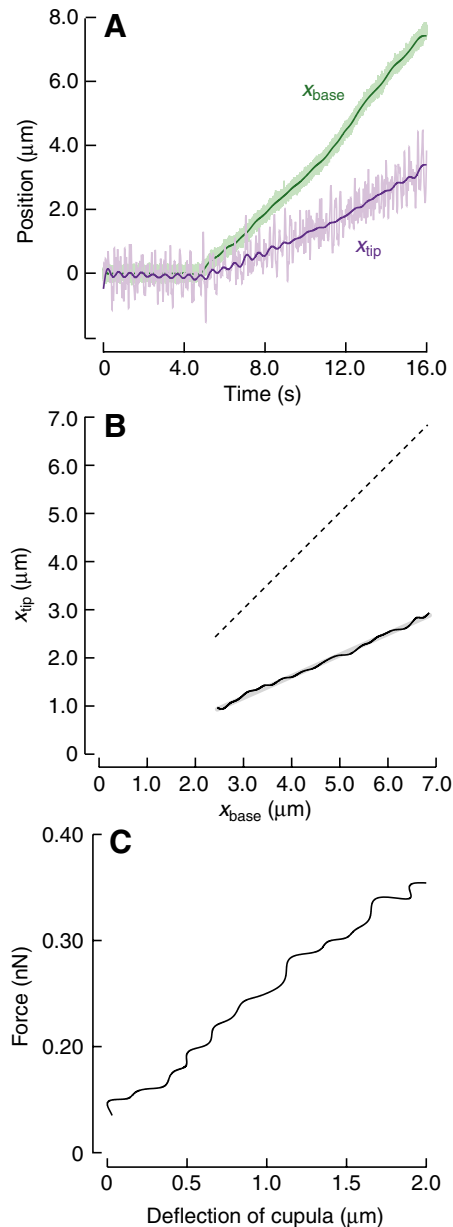 A
8.0
6.0
4.0
2.0
0
Position (μm)
x_base
x_tip
0 4.0 8.0 12.0 16.0
Time (s)
B
7.0
6.0
5.0
4.0
3.0
2.0
1.0
0
x_tip (μm)
0 1.0 2.0 3.0 4.0 5.0 6.0 7.0
x_base (μm)
C
0.40
0.30
0.20
0
Force (nN)
0 0.5 1.0 1.5 2.0
Deflection of cupula (μm)